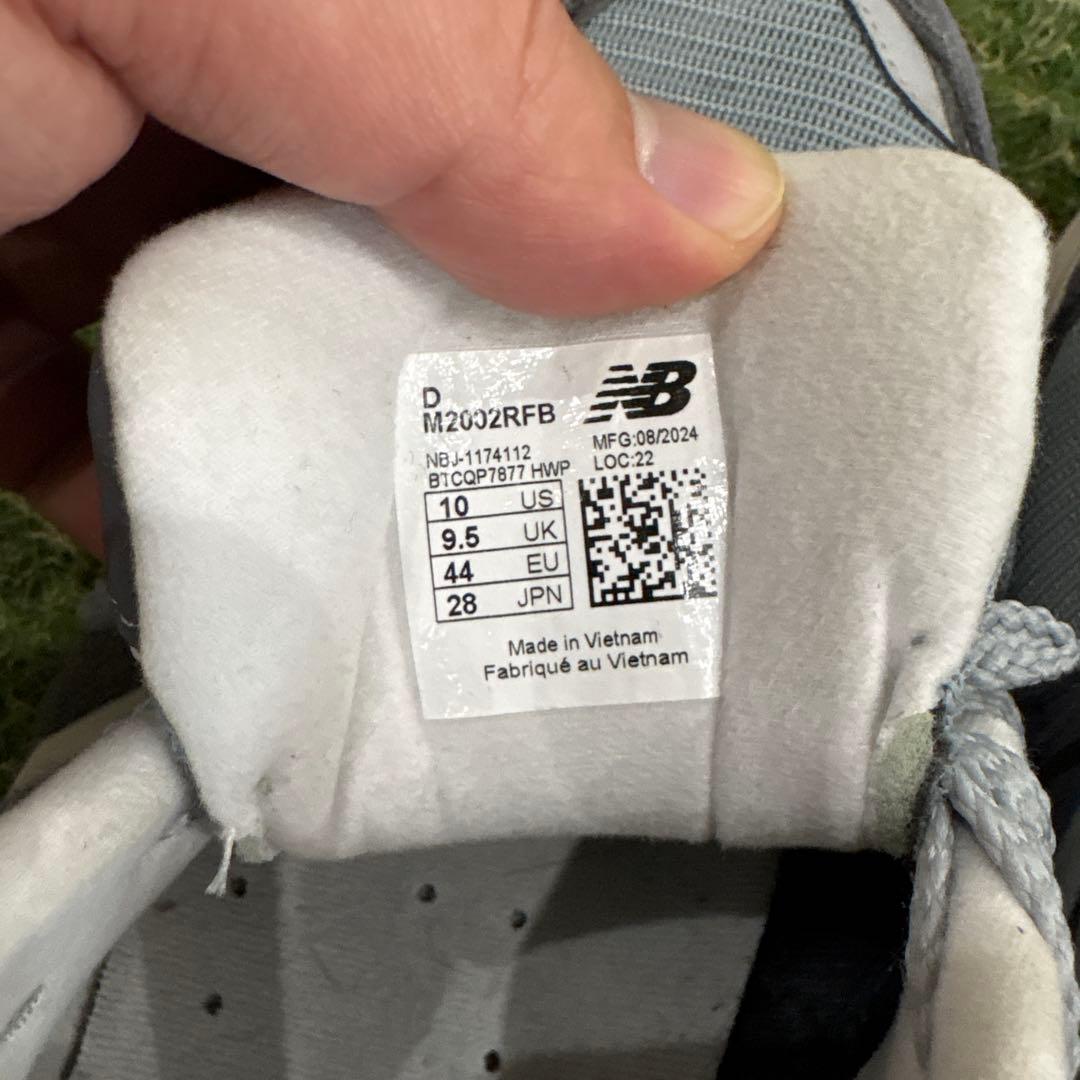 D
M2002RFB
NB
NBJ-1174112
BTCQP7877 HWP
MFG:08/2024
LOC:22
10 US
9.5 UK
44 EU
28 JPN
Made in Vietnam
Fabriqué au Vietnam